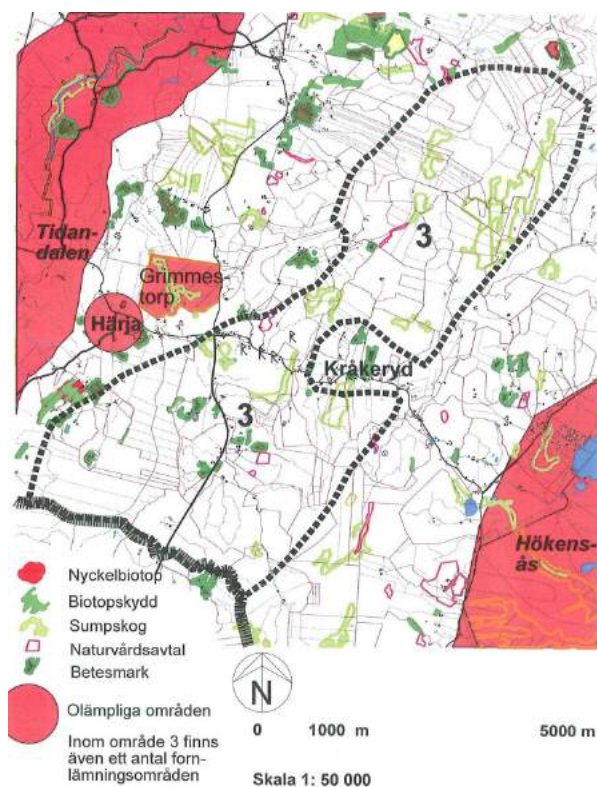 Tidan-
dalen
Grimmes-
torp
Härja
3
Kråkeryd
3
R
R R
R
Hökens-
ås
Nyckelbiotop
Biotopskydd
Sumpskog
Naturvårdsavtal
Betesmark
Olämpliga områden
Inom område 3 finns
även ett antal forn-
lämningsområden
N
0 1000 m 5000 m
Skala 1: 50 000